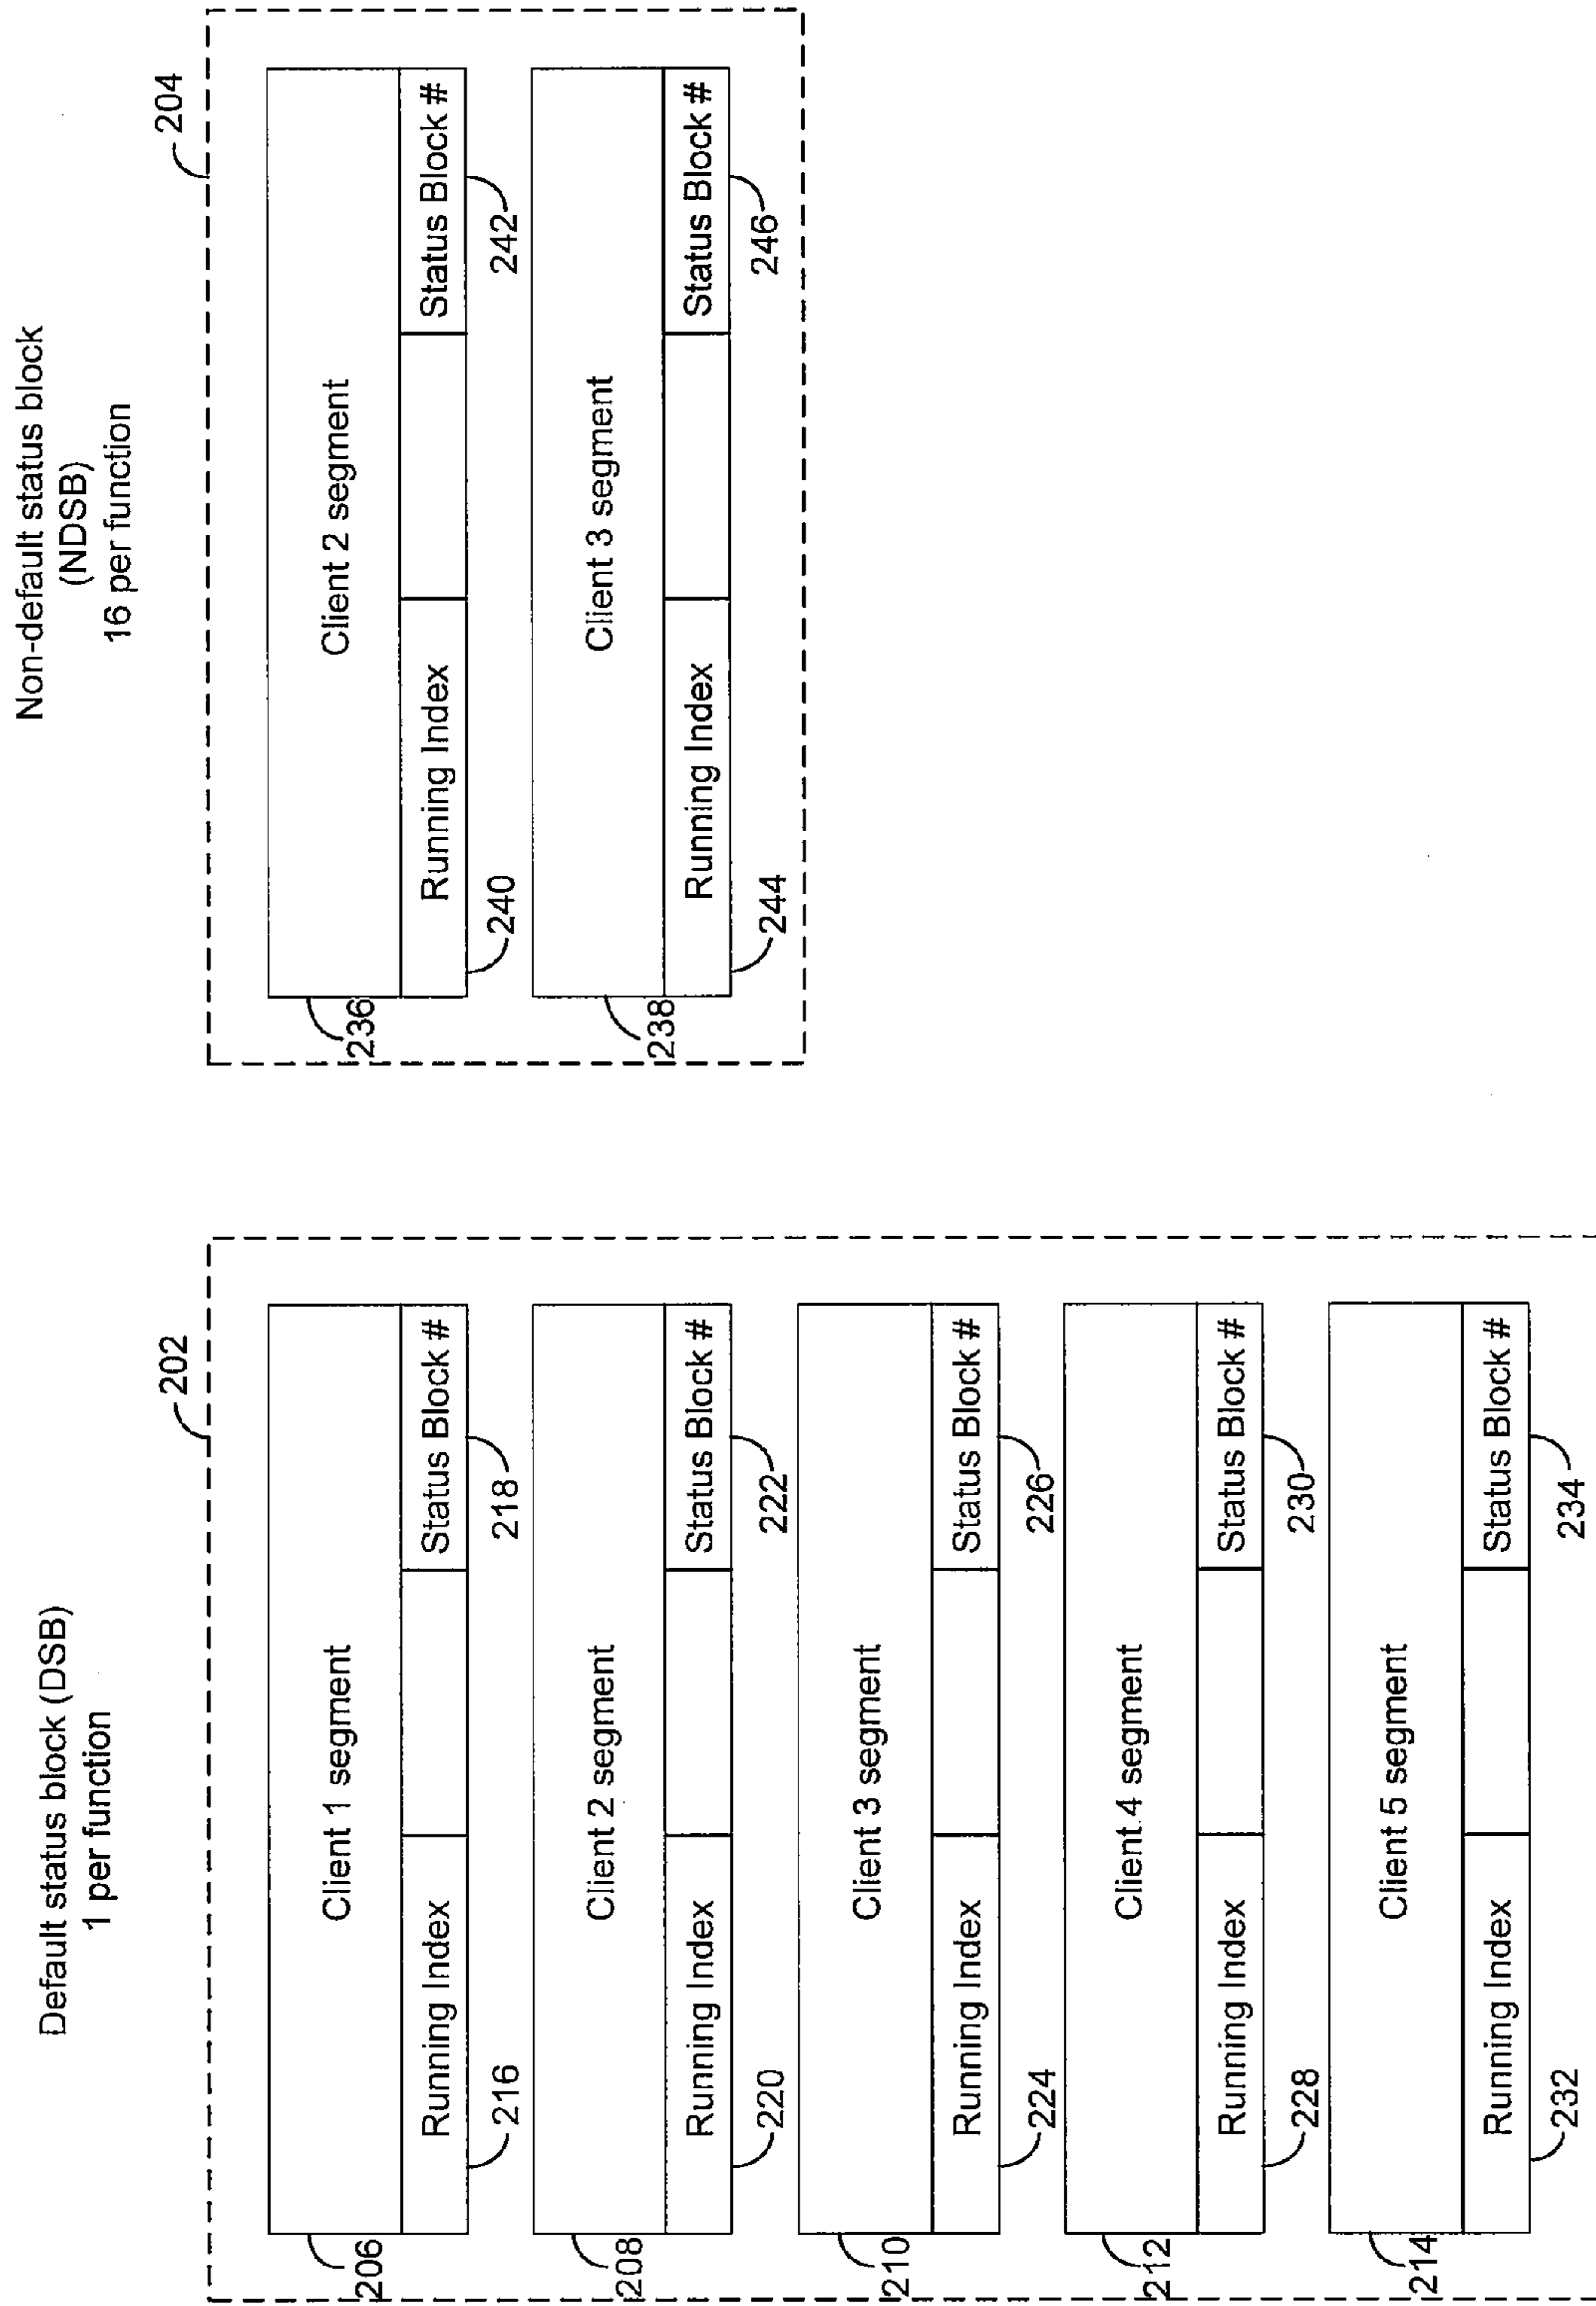 Default status block (DSB)
1 per function
202
Client 1 segment
206
Running Index
Status Block #
216
218
Client 2 segment
208
Running Index
Status Block #
220
222
Client 3 segment
210
Running Index
Status Block #
224
226
Client 4 segment
212
Running Index
Status Block #
228
230
Client 5 segment
214
Running Index
Status Block #
232
234
Non-default status block
(NDSB)
16 per function
204
Client 2 segment
236
Running Index
Status Block #
240
242
Client 3 segment
238
Running Index
Status Block #
244
246